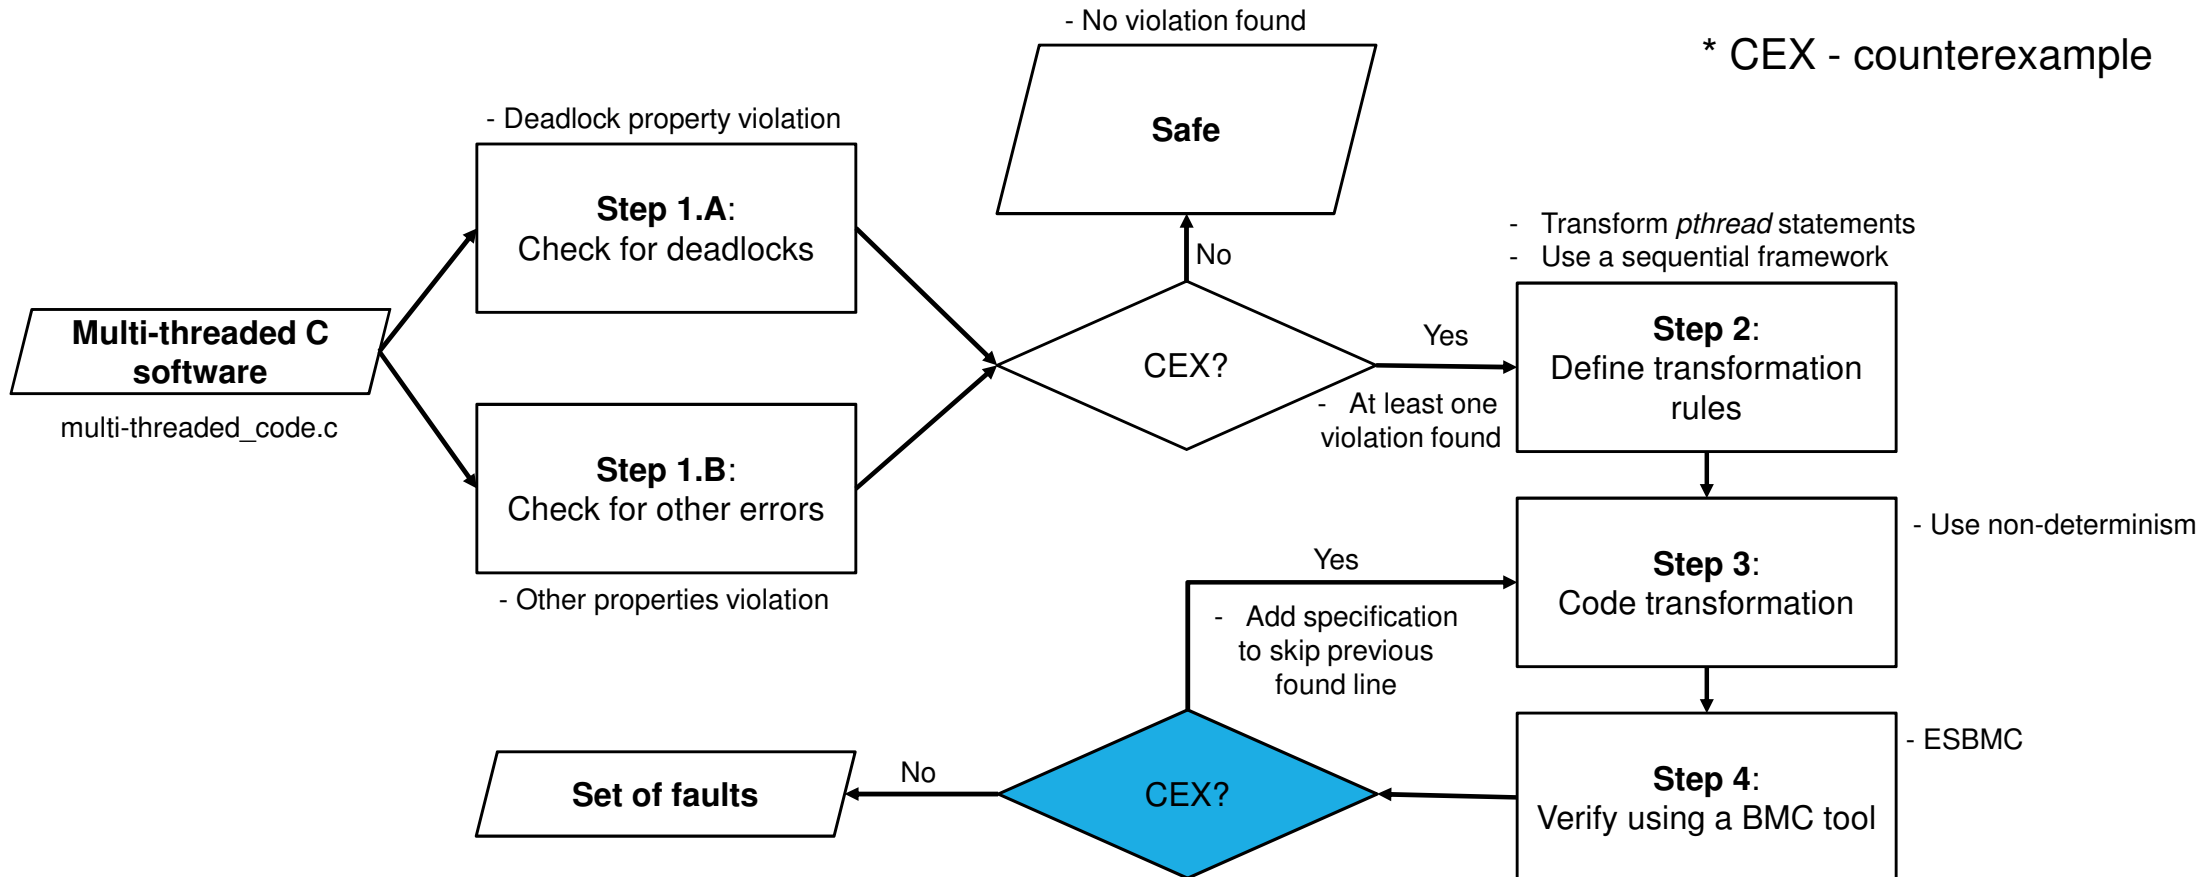 - No violation found
* CEX - counterexample
Safe
- Deadlock property violation
Step 1.A:
Check for deadlocks
No
- Transform pthread statements
- Use a sequential framework
Multi-threaded C
software
multi-threaded_code.c
CEX?
Yes
- At least one
violation found
Step 2:
Define transformation
rules
Step 1.B:
Check for other errors
- Other properties violation
- Use non-determinism
Step 3:
Code transformation
Yes
- Add specification
to skip previous
found line
- ESBMC
Step 4:
Verify using a BMC tool
CEX?
No
Set of faults